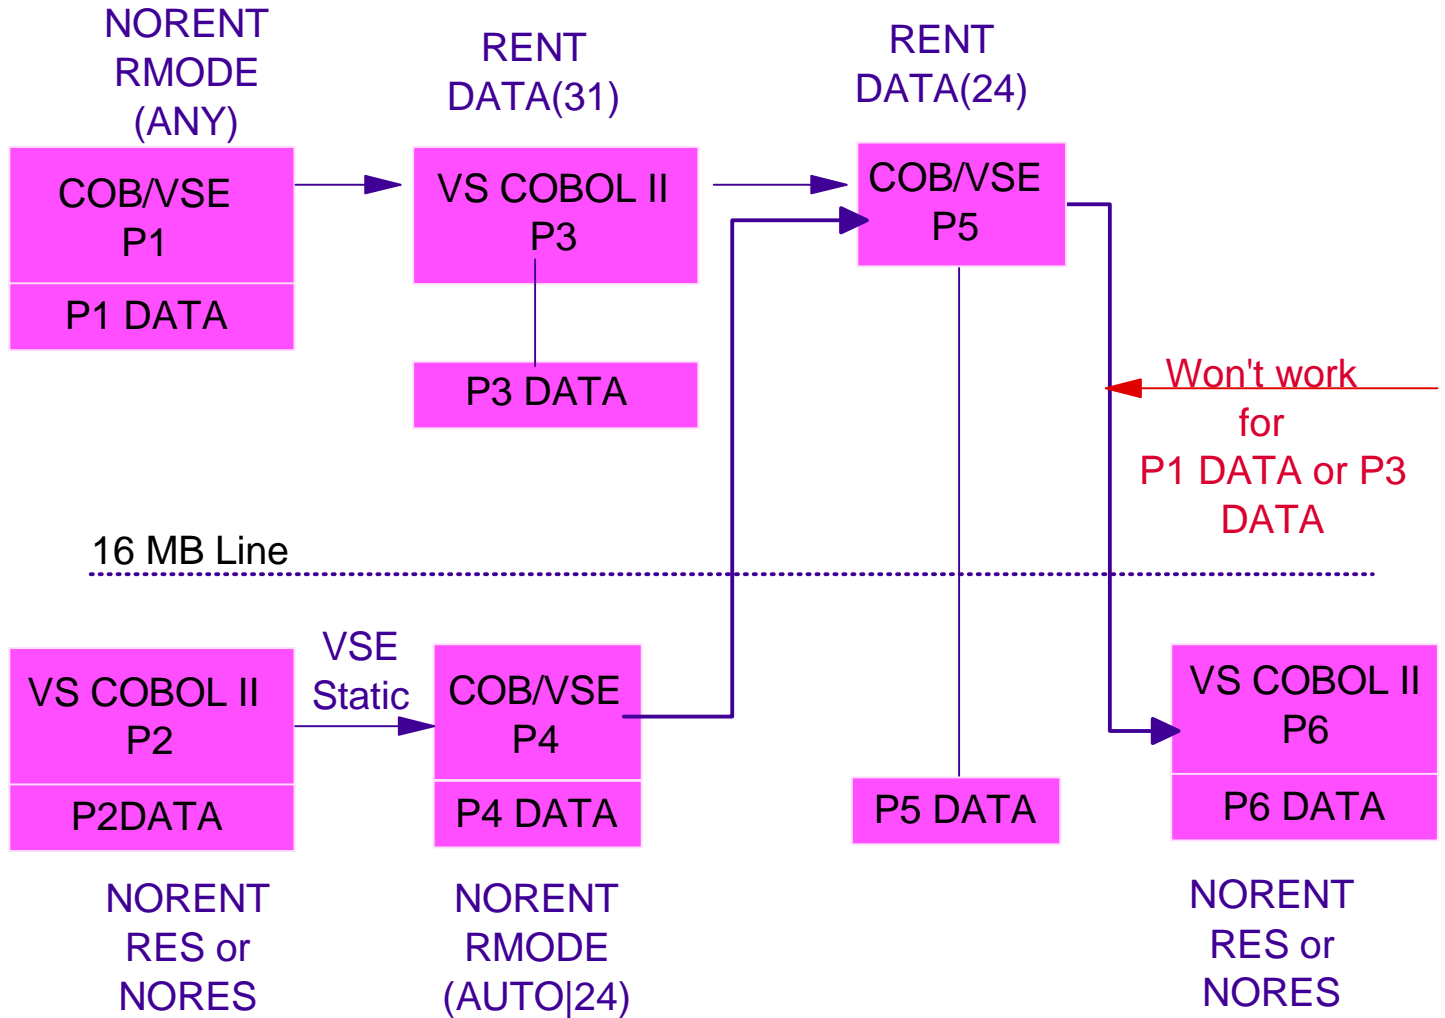 NORENT
RMODE
(ANY)
RENT
DATA(31)
RENT
DATA(24)
COB/VSE
P1
P1 DATA
VS COBOL II
P3
P3 DATA
COB/VSE
P5
Won't work
for
P1 DATA or P3
DATA
16 MB Line
VS COBOL II
P2
P2DATA
VSE
Static
COB/VSE
P4
P4 DATA
P5 DATA
VS COBOL II
P6
P6 DATA
NORENT
RES or
NORES
NORENT
RMODE
(AUTO|24)
NORENT
RES or
NORES